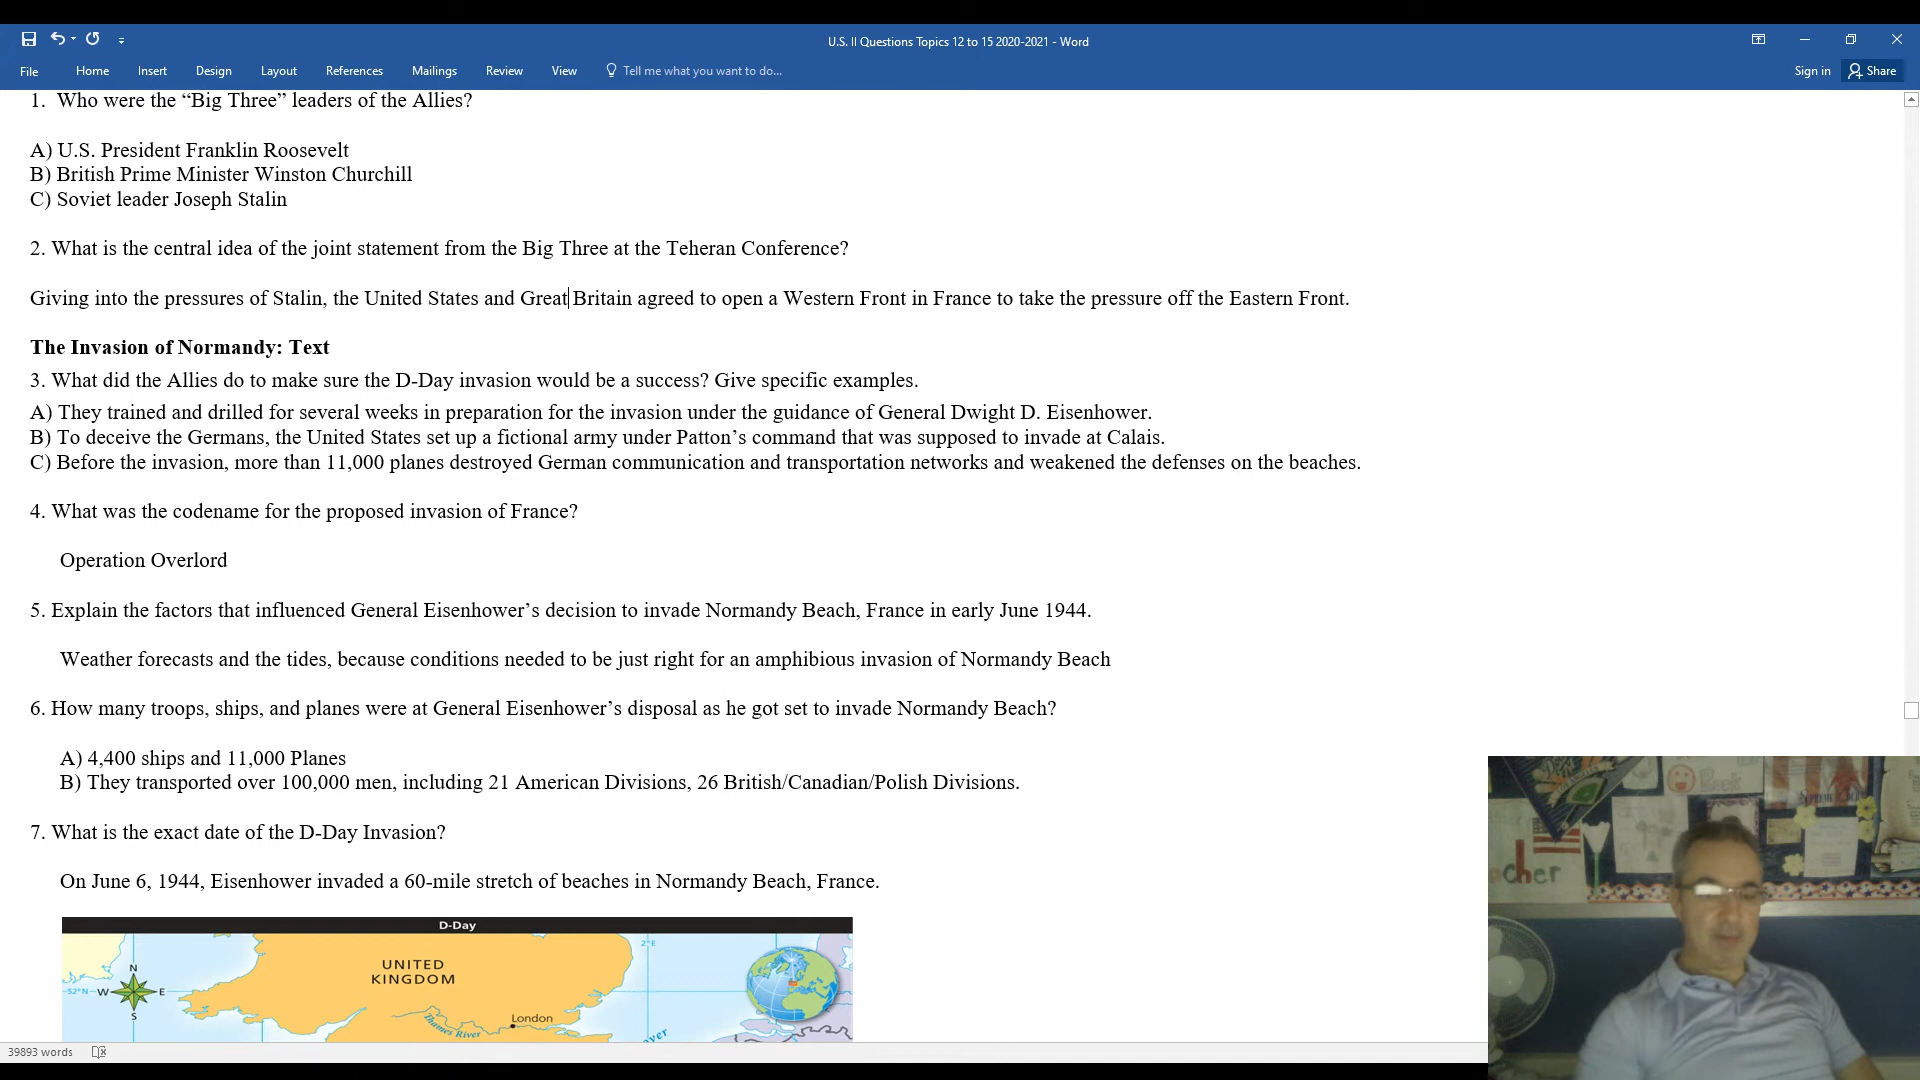 U.S. II Questions Topics 12 to 15 2020-2021 - Word
File Home Insert Design Layout References Mailings Review View Tell me what you want to do... Sign in Share
1. Who were the “Big Three” leaders of the Allies?
A) U.S. President Franklin Roosevelt
B) British Prime Minister Winston Churchill
C) Soviet leader Joseph Stalin
2. What is the central idea of the joint statement from the Big Three at the Teheran Conference?
Giving into the pressures of Stalin, the United States and Great Britain agreed to open a Western Front in France to take the pressure off the Eastern Front.
The Invasion of Normandy: Text
3. What did the Allies do to make sure the D-Day invasion would be a success? Give specific examples.
A) They trained and drilled for several weeks in preparation for the invasion under the guidance of General Dwight D. Eisenhower.
B) To deceive the Germans, the United States set up a fictional army under Patton’s command that was supposed to invade at Calais.
C) Before the invasion, more than 11,000 planes destroyed German communication and transportation networks and weakened the defenses on the beaches.
4. What was the codename for the proposed invasion of France?
Operation Overlord
5. Explain the factors that influenced General Eisenhower’s decision to invade Normandy Beach, France in early June 1944.
Weather forecasts and the tides, because conditions needed to be just right for an amphibious invasion of Normandy Beach
6. How many troops, ships, and planes were at General Eisenhower’s disposal as he got set to invade Normandy Beach?
A) 4,400 ships and 11,000 Planes
B) They transported over 100,000 men, including 21 American Divisions, 26 British/Canadian/Polish Divisions.
7. What is the exact date of the D-Day Invasion?
On June 6, 1944, Eisenhower invaded a 60-mile stretch of beaches in Normandy Beach, France.
D-Day
2°E
UNITED
KINGDOM
N
52°N W E
S
London
Thames River
over
39893 words
acher